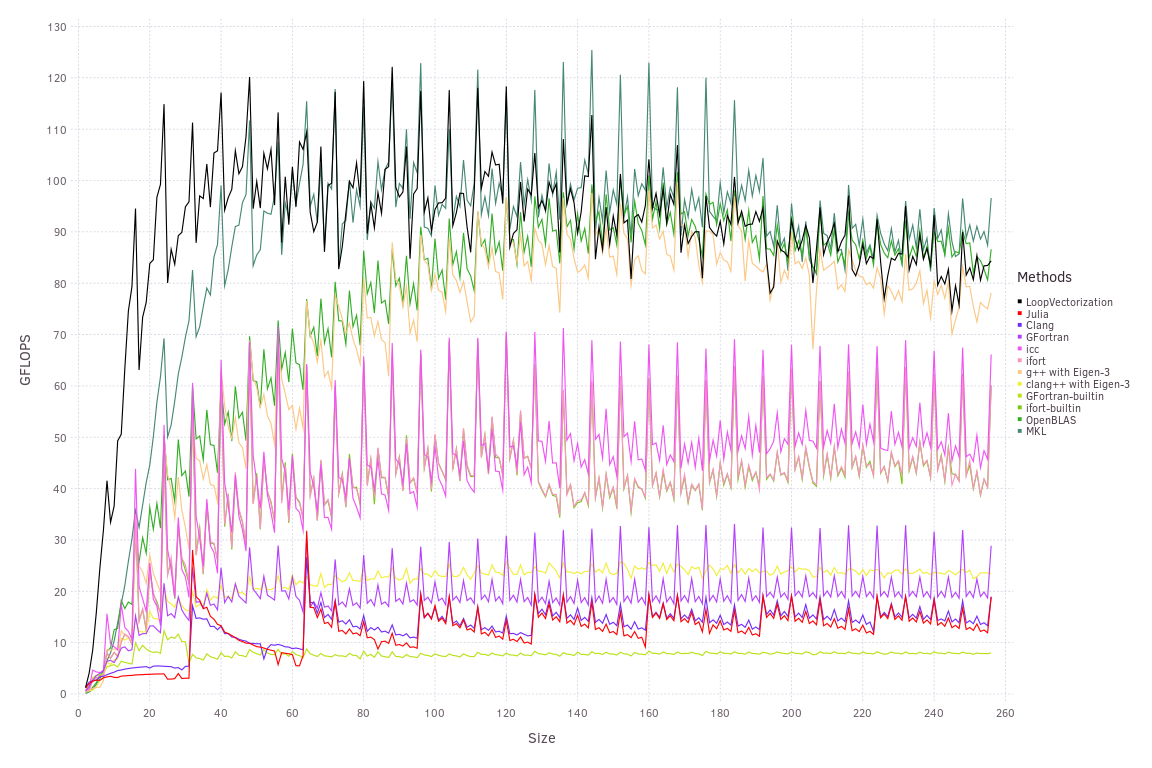 130
120
110
100
90
80
70
60
50
40
30
20
10
0
GFLOPS
0 20 40 60 80 100 120 140 160 180 200 220 240 260
Size
Methods
LoopVectorization
Julia
Clang
GFortran
icc
ifort
g++ with Eigen-3
clang++ with Eigen-3
GFortran-builtin
ifort-builtin
OpenBLAS
MKL